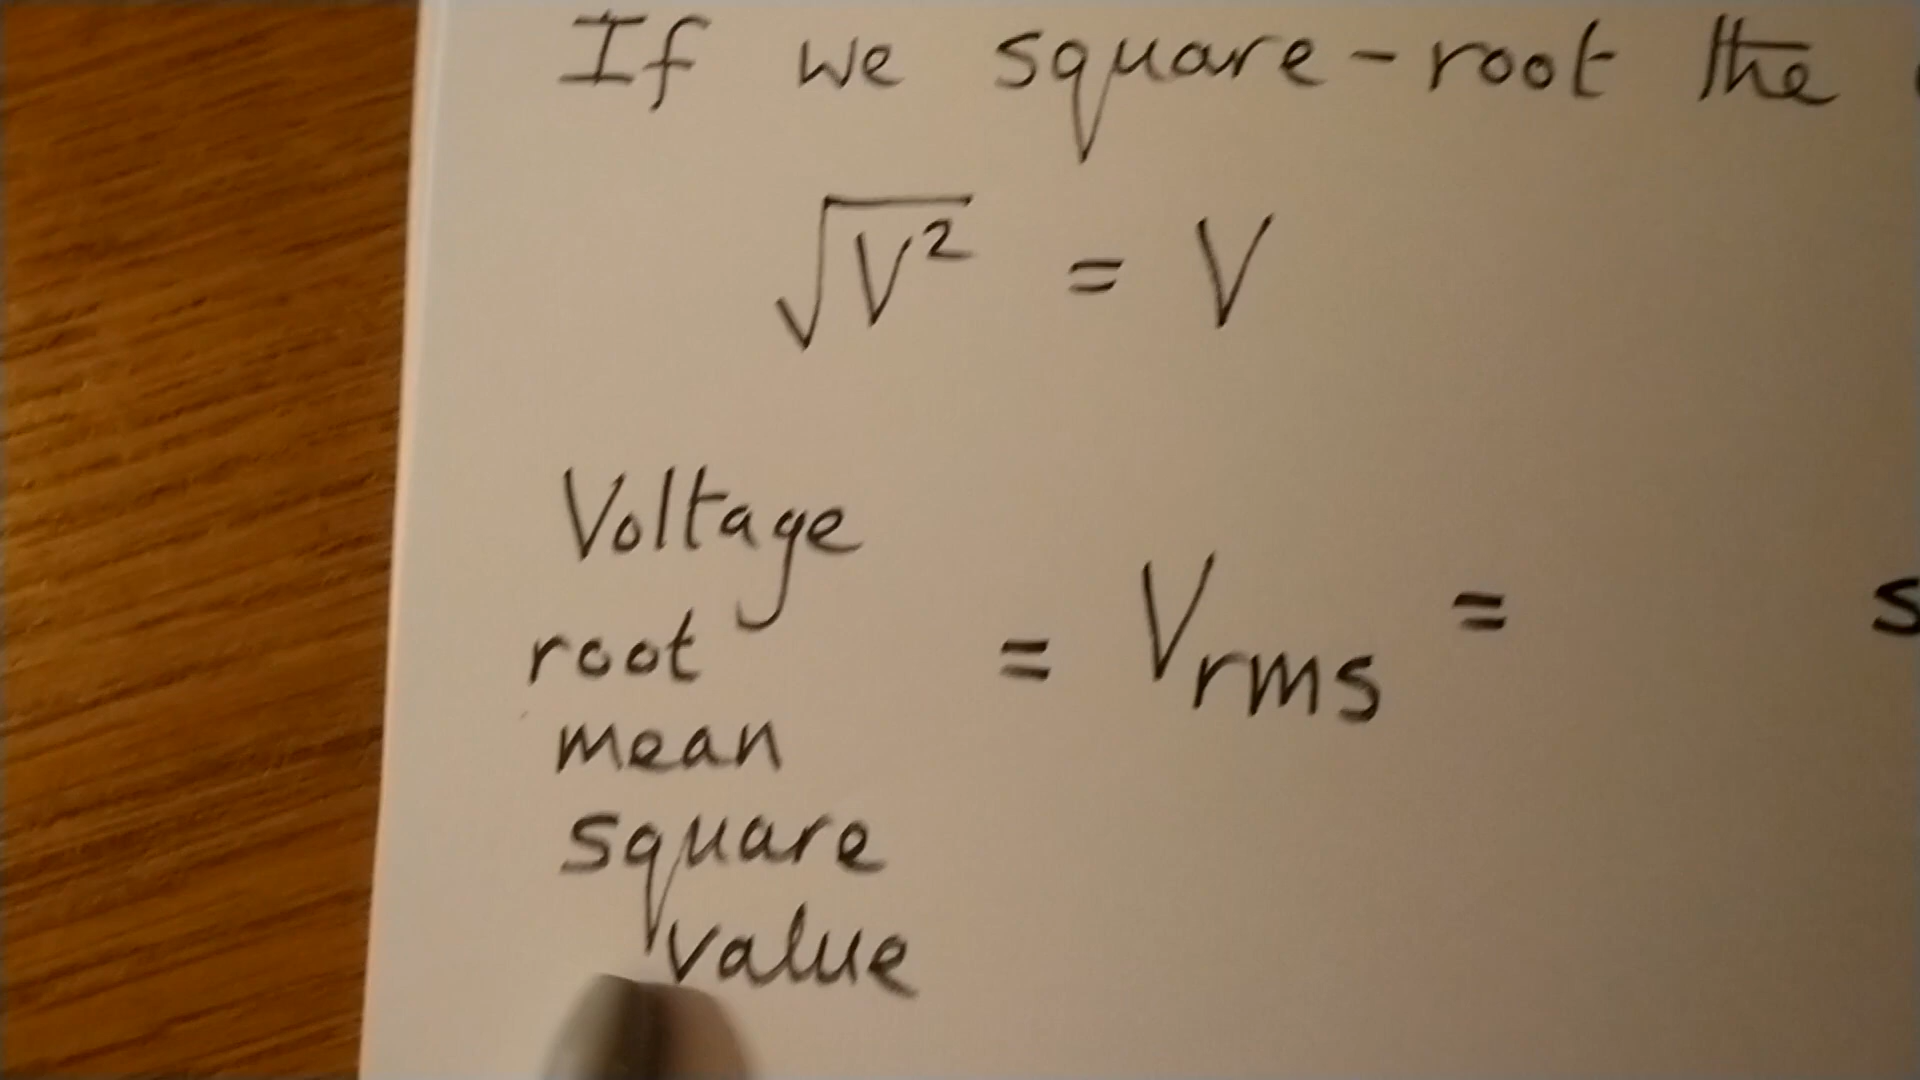 If we square-root the
√V² = V
Voltage
root
mean
square
value
= Vrms =
s